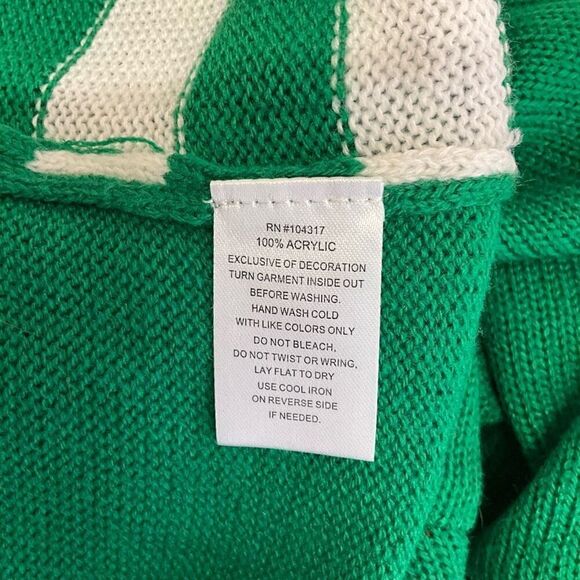 RN #104317
100% ACRYLIC
EXCLUSIVE OF DECORATION
TURN GARMENT INSIDE OUT
BEFORE WASHING.
HAND WASH COLD
WITH LIKE COLORS ONLY
DO NOT BLEACH,
DO NOT TWIST OR WRING,
LAY FLAT TO DRY
USE COOL IRON
ON REVERSE SIDE
IF NEEDED.